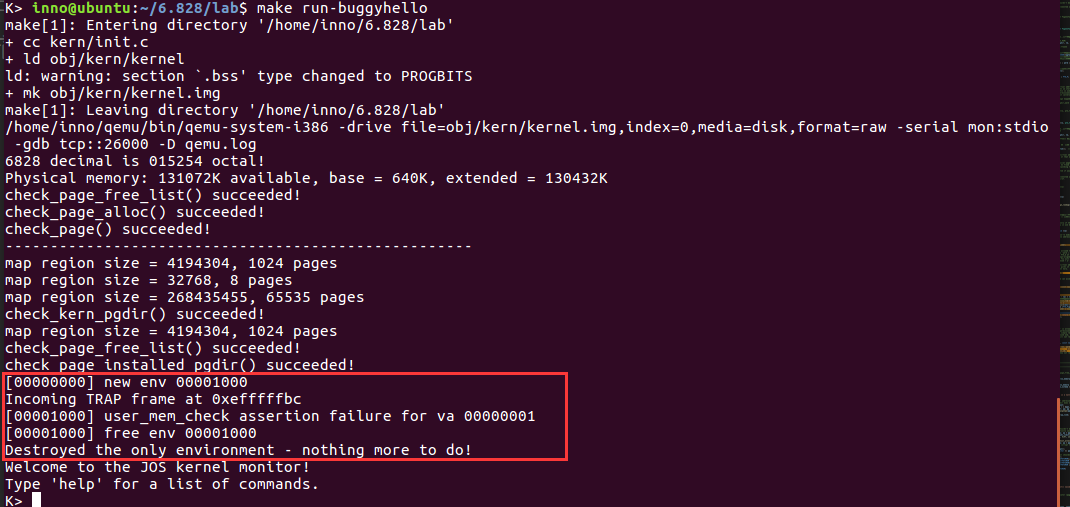 K> inno@ubuntu:~/6.828/lab$ make run-buggyhello
make[1]: Entering directory '/home/inno/6.828/lab'
+ cc kern/init.c
+ ld obj/kern/kernel
ld: warning: section `.bss' type changed to PROGBITS
+ mk obj/kern/kernel.img
make[1]: Leaving directory '/home/inno/6.828/lab'
/home/inno/qemu/bin/qemu-system-i386 -drive file=obj/kern/kernel.img,index=0,media=disk,format=raw -serial mon:stdio
-gdb tcp::26000 -D qemu.log
6828 decimal is 015254 octal!
Physical memory: 131072K available, base = 640K, extended = 130432K
check_page_free_list() succeeded!
check_page_alloc() succeeded!
check_page() succeeded!
----------------------------------------------------
map region size = 4194304, 1024 pages
map region size = 32768, 8 pages
map region size = 268435455, 65535 pages
check_kern_pgdir() succeeded!
map region size = 4194304, 1024 pages
check_page_free_list() succeeded!
check_page_installed_pgdir() succeeded!
[00000000] new env 00001000
Incoming TRAP frame at 0xefffffbc
[00001000] user_mem_check assertion failure for va 00000001
[00001000] free env 00001000
Destroyed the only environment - nothing more to do!
Welcome to the JOS kernel monitor!
Type 'help' for a list of commands.
K>